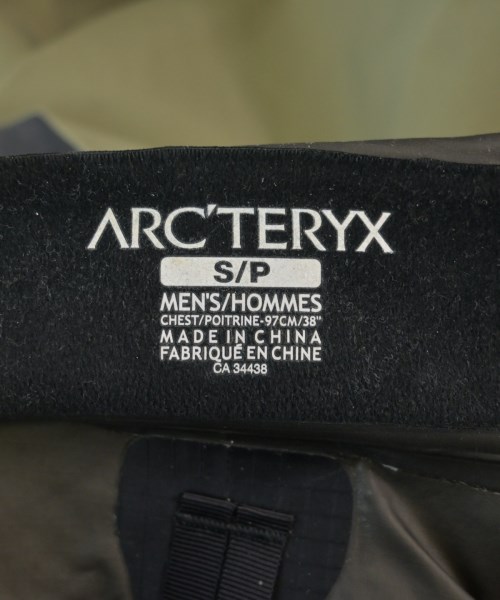 ARC'TERYX
S/P
MEN'S/HOMMES
CHEST/POITRINE-97CM/38"
MADE IN CHINA
FABRIQUÉ EN CHINE
CA 34438